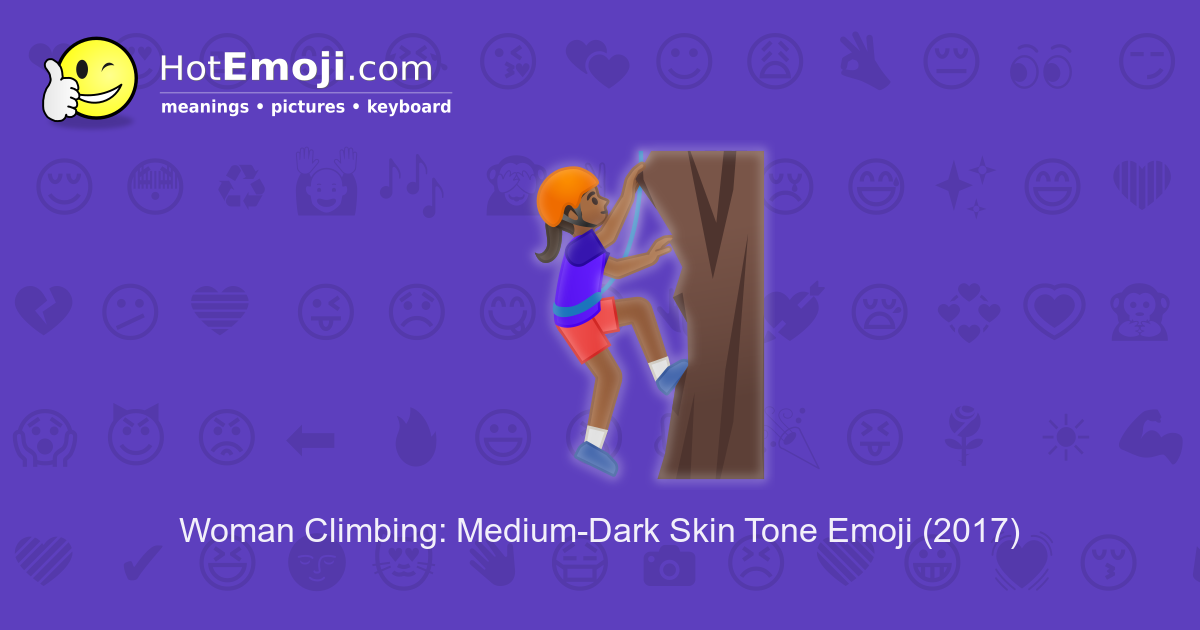 HotEmoji.com
meanings • pictures • keyboard
Woman Climbing: Medium-Dark Skin Tone Emoji (2017)